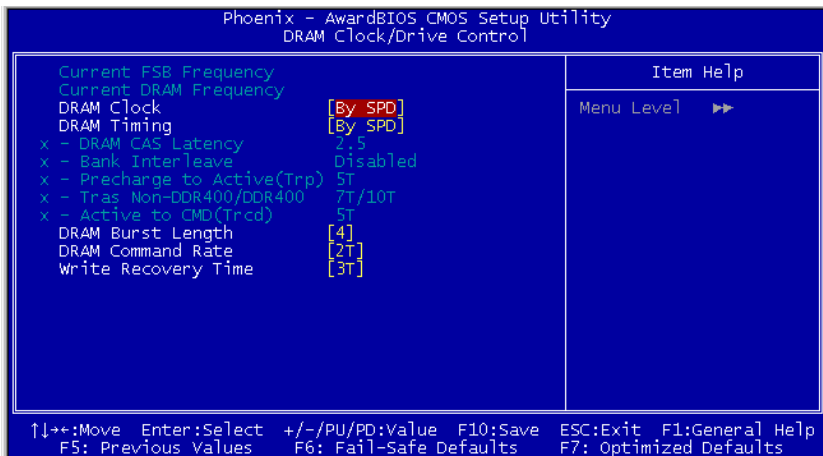 Phoenix - AwardBIOS CMOS Setup Utility
DRAM Clock/Drive Control
Current FSB Frequency
Current DRAM Frequency
DRAM Clock [By SPD]
DRAM Timing [By SPD]
x - DRAM CAS Latency 2.5
x - Bank Interleave Disabled
x - Precharge to Active(Trp) 5T
x - Tras Non-DDR400/DDR400 7T/10T
x - Active to CMD(Trcd) 5T
DRAM Burst Length [4]
DRAM Command Rate [2T]
Write Recovery Time [3T]
Item Help
Menu Level ▶▶
↑↓→←:Move Enter:Select +/-/PU/PD:Value F10:Save ESC:Exit F1:General Help
F5: Previous Values F6: Fail-Safe Defaults F7: Optimized Defaults